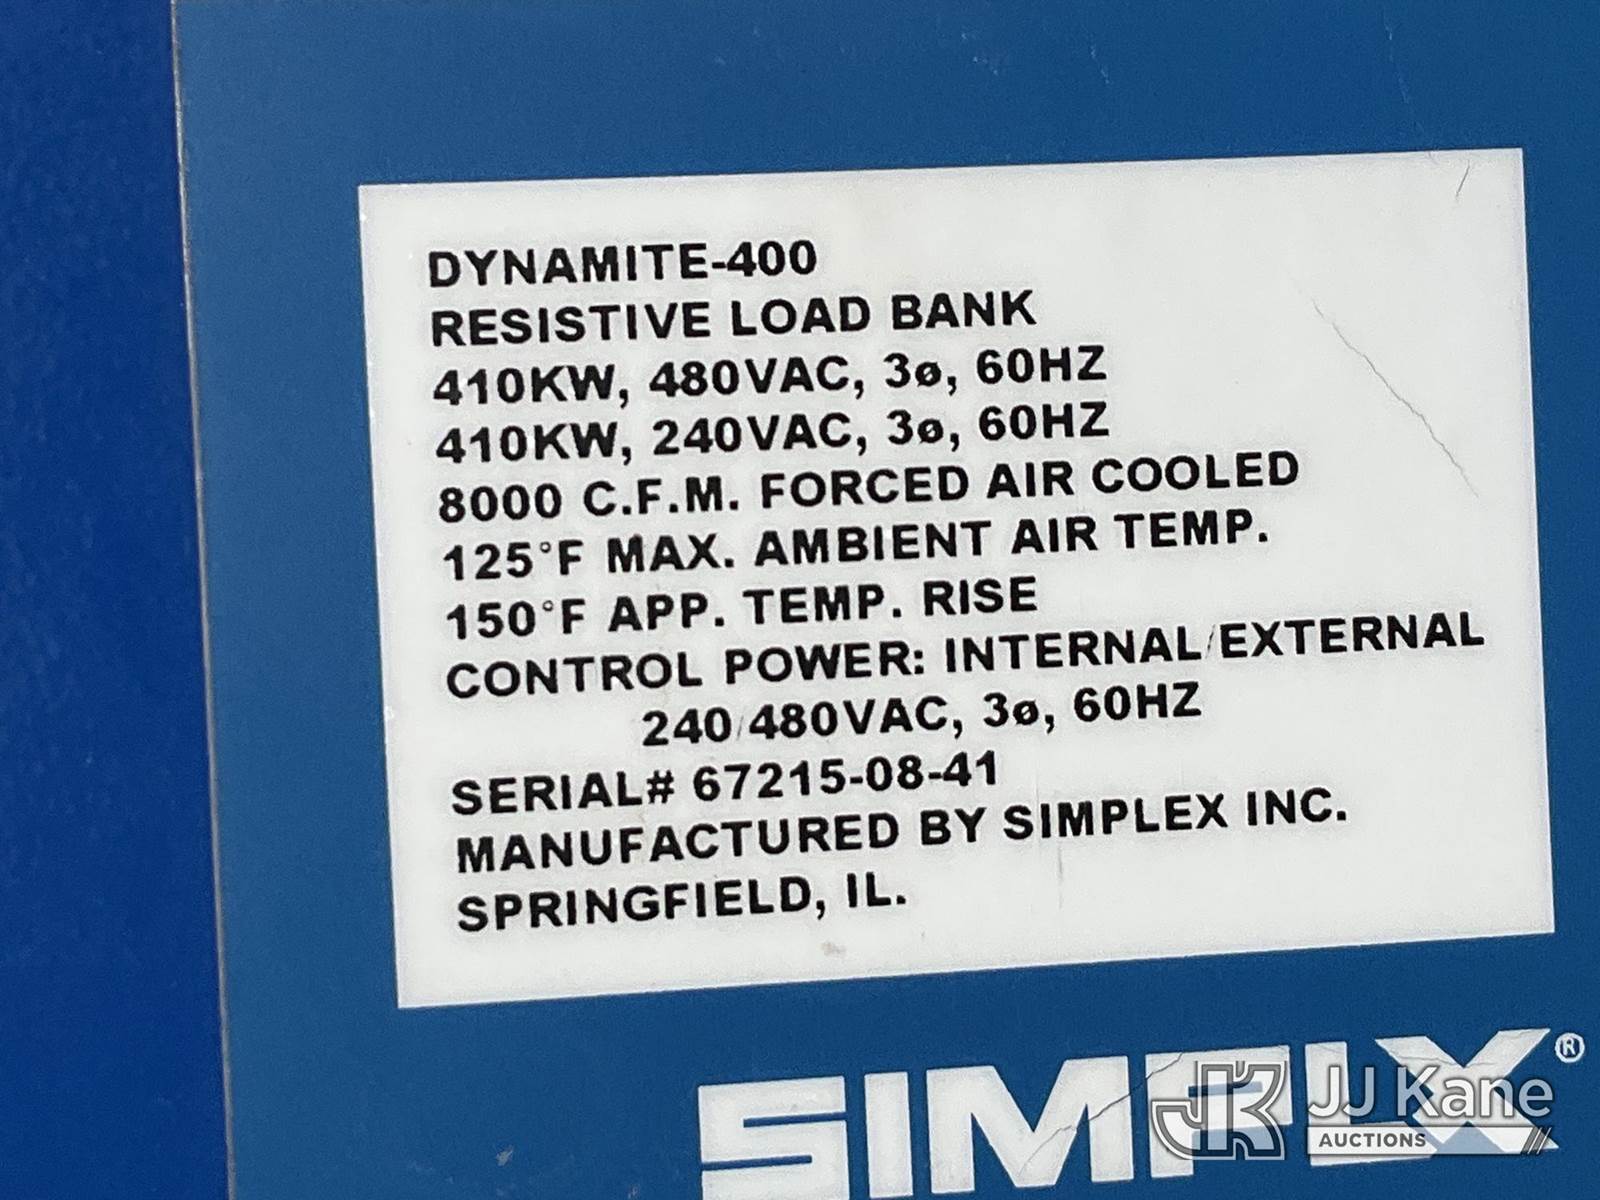 DYNAMITE-400
RESISTIVE LOAD BANK
410KW, 480VAC, 3ø, 60HZ
410KW, 240VAC, 3ø, 60HZ
8000 C.F.M. FORCED AIR COOLED
125°F MAX. AMBIENT AIR TEMP.
150°F APP. TEMP. RISE
CONTROL POWER: INTERNAL/EXTERNAL
240/480VAC, 3ø, 60HZ
SERIAL# 67215-08-41
MANUFACTURED BY SIMPLEX INC.
SPRINGFIELD, IL.
SIMPLX®
JK JJ Kane
AUCTIONS